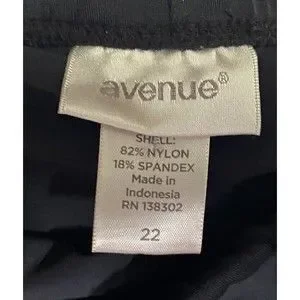 avenue®
SHELL:
82% NYLON
18% SPANDEX
Made in
Indonesia
RN 138302
22